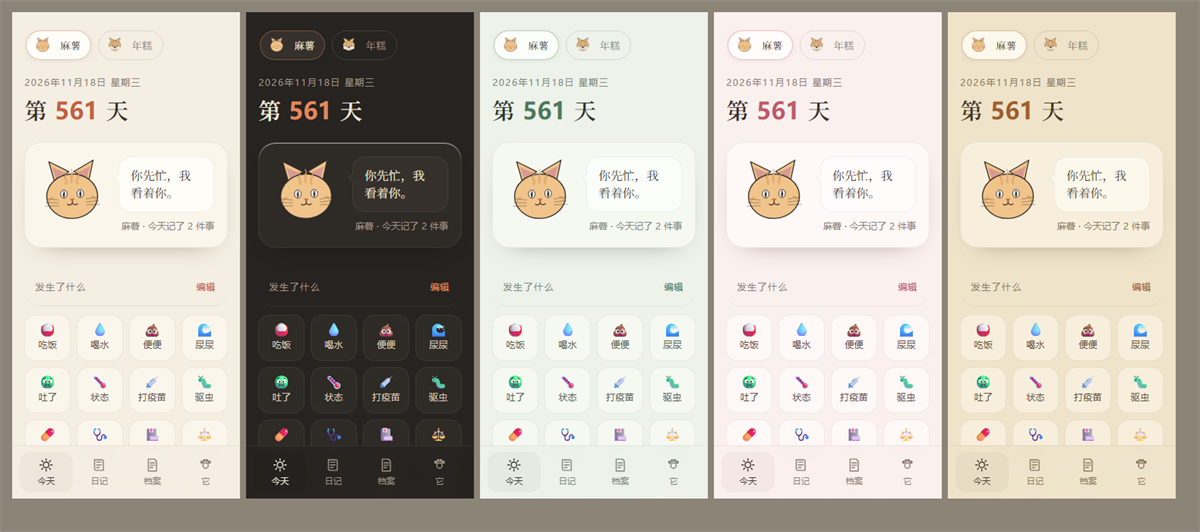 麻薯 年糕
2026年11月18日 星期三
第 561 天
你先忙，我
看着你。
麻薯 · 今天记了 2 件事
发生了什么 编辑
吃饭 喝水 便便 尿尿
吐了 状态 打疫苗 驱虫
今天 日记 档案 它
麻薯 年糕
2026年11月18日 星期三
第 561 天
你先忙，我
看着你。
麻薯 · 今天记了 2 件事
发生了什么 编辑
吃饭 喝水 便便 尿尿
吐了 状态 打疫苗 驱虫
今天 日记 档案 它
麻薯 年糕
2026年11月18日 星期三
第 561 天
你先忙，我
看着你。
麻薯 · 今天记了 2 件事
发生了什么 编辑
吃饭 喝水 便便 尿尿
吐了 状态 打疫苗 驱虫
今天 日记 档案 它
麻薯 年糕
2026年11月18日 星期三
第 561 天
你先忙，我
看着你。
麻薯 · 今天记了 2 件事
发生了什么 编辑
吃饭 喝水 便便 尿尿
吐了 状态 打疫苗 驱虫
今天 日记 档案 它
麻薯 年糕
2026年11月18日 星期三
第 561 天
你先忙，我
看着你。
麻薯 · 今天记了 2 件事
发生了什么 编辑
吃饭 喝水 便便 尿尿
吐了 状态 打疫苗 驱虫
今天 日记 档案 它